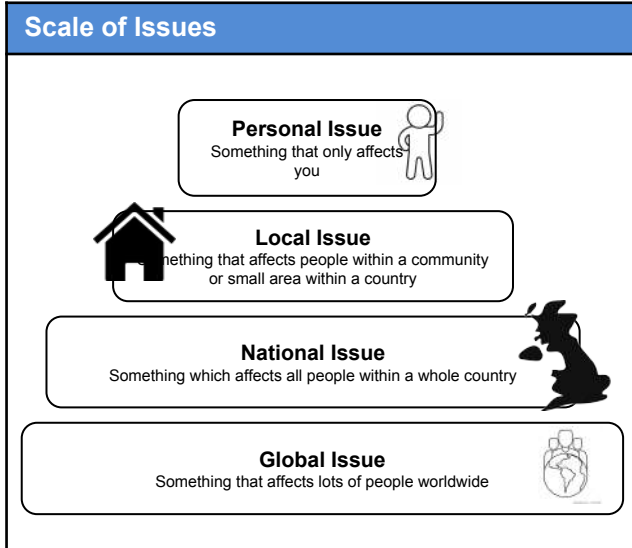 Scale of Issues
Personal Issue
Something that only affects
you
Local Issue
Something that affects people within a community
or small area within a country
National Issue
Something which affects all people within a whole country
Global Issue
Something that affects lots of people worldwide